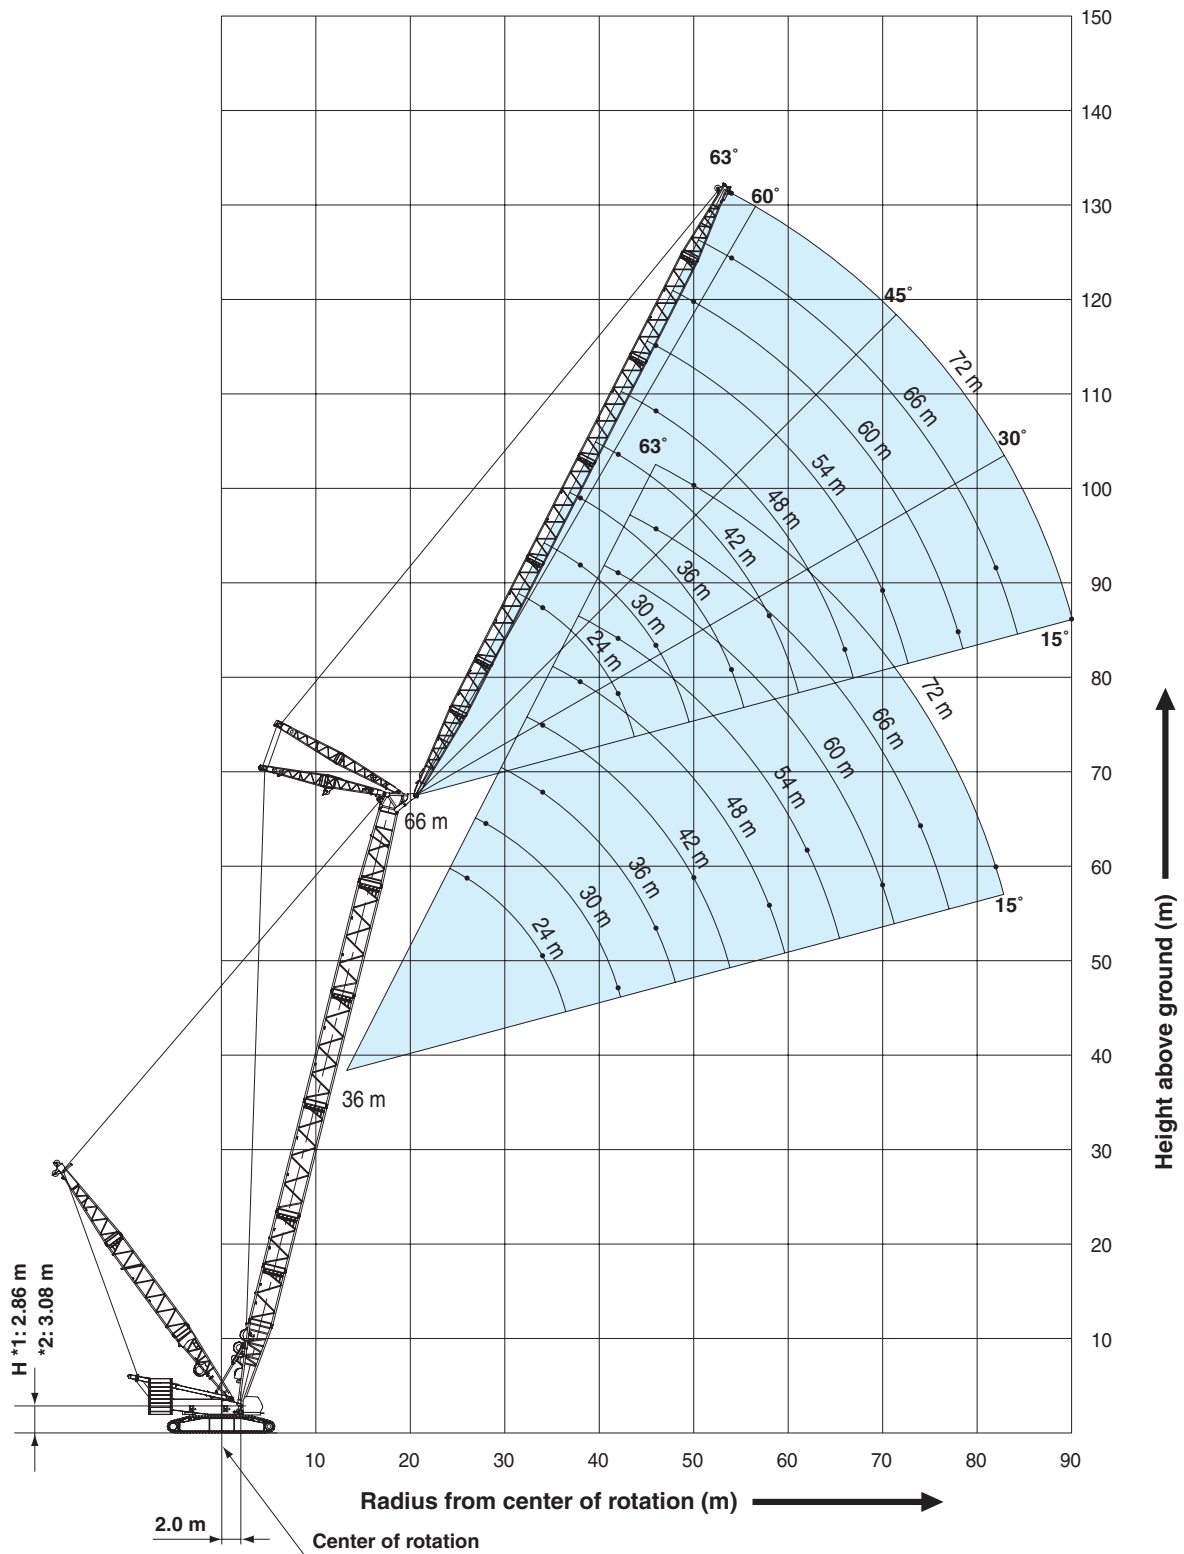 150
140
130
120
110
100
90
80
70
60
50
40
30
20
10
63°
60°
45°
30°
15°
72 m
66 m
60 m
54 m
48 m
42 m
36 m
30 m
24 m
66 m
63°
72 m
66 m
60 m
54 m
48 m
42 m
36 m
30 m
24 m
15°
36 m
Height above ground (m)
H *1: 2.86 m
*2: 3.08 m
10 20 30 40 50 60 70 80 90
Radius from center of rotation (m)
2.0 m
Center of rotation